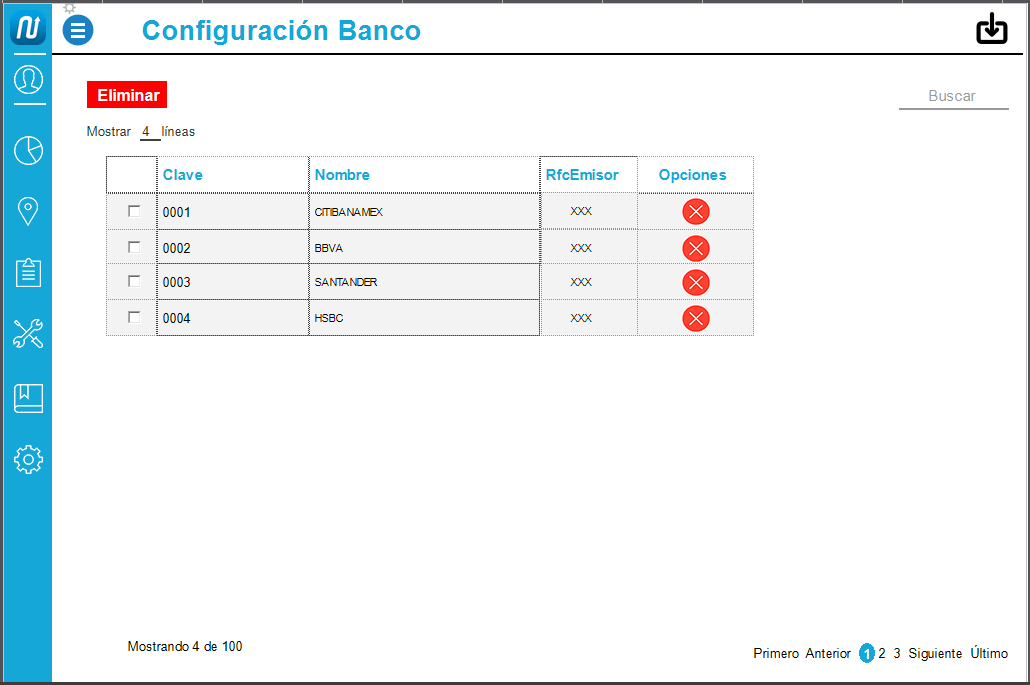 Configuración Banco
Eliminar
Buscar
Mostrar 4 líneas
Clave Nombre RfcEmisor Opciones
0001 CITIBANAMEX XXX
0002 BBVA XXX
0003 SANTANDER XXX
0004 HSBC XXX
Mostrando 4 de 100
Primero Anterior 1 2 3 Siguiente Último